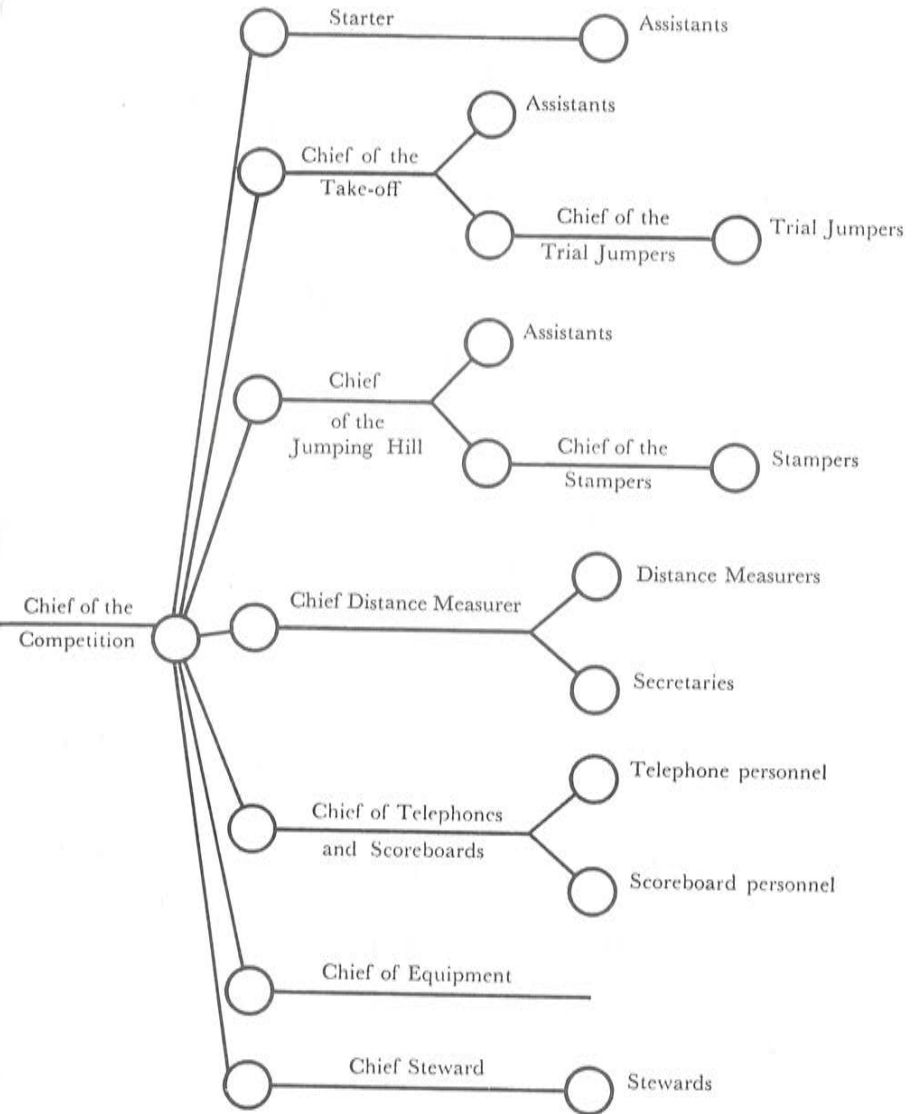 Starter
Assistants
Assistants
Chief of the
Take-off
Chief of the
Trial Jumpers
Trial Jumpers
Assistants
Chief
of the
Jumping Hill
Chief of the
Stampers
Stampers
Chief of the
Competition
Chief Distance Measurer
Distance Measurers
Secretaries
Chief of Telephones
and Scoreboards
Telephone personnel
Scoreboard personnel
Chief of Equipment
Chief Steward
Stewards